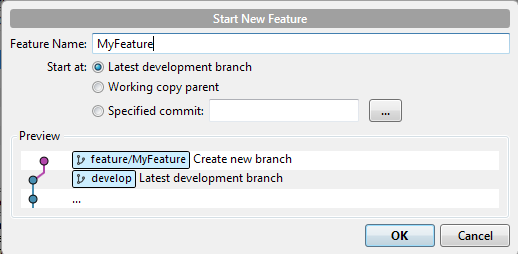 Start New Feature
Feature Name: MyFeature
Start at: Latest development branch
Working copy parent
Specified commit: ...
Preview
feature/MyFeature Create new branch
develop Latest development branch
...
OK Cancel